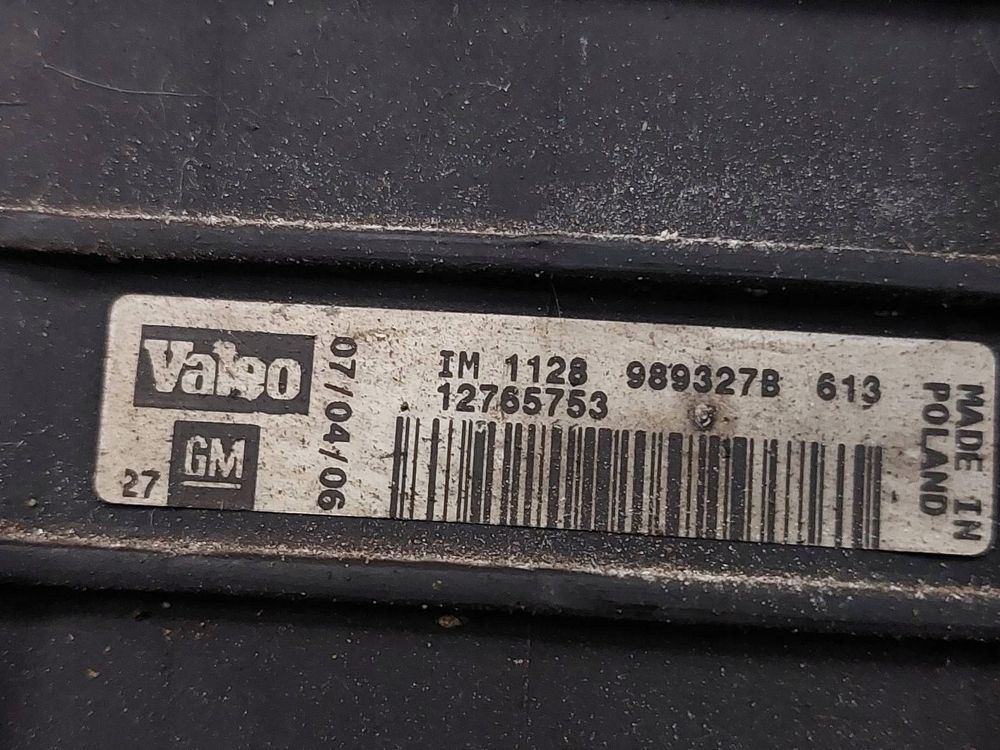 Valeo
GM
27
07/04/06
IM 1128 989327B 613
12765753
MADE IN
POLAND